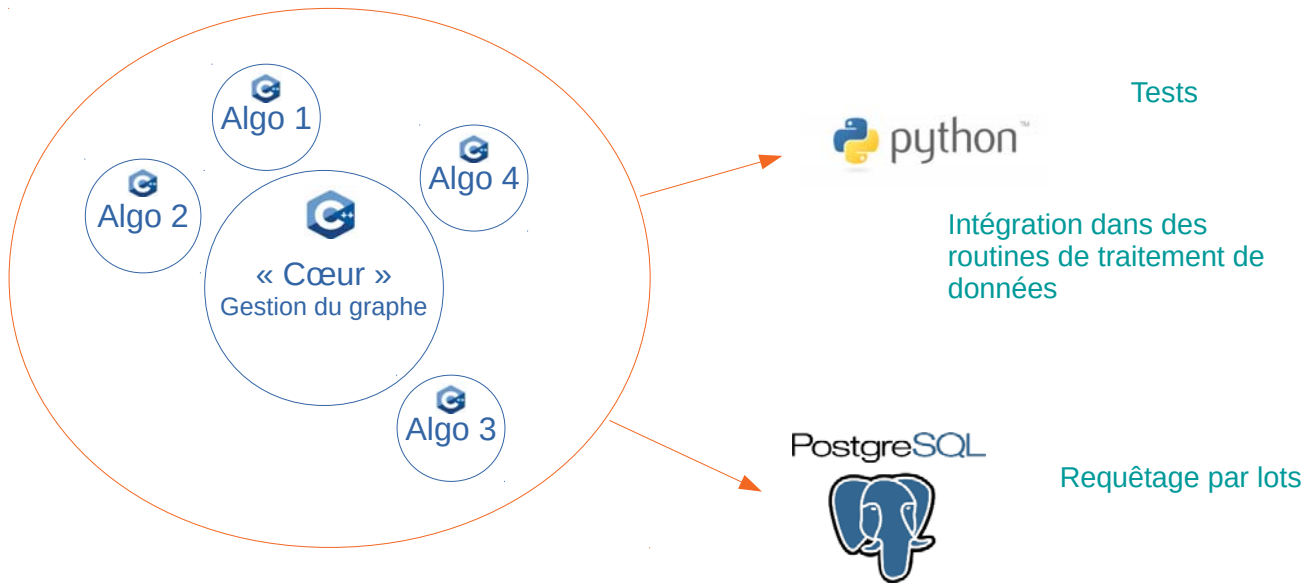 Algo 1
Algo 2
Algo 4
« Cœur »
Gestion du graphe
Algo 3
python™
Tests
Intégration dans des
routines de traitement de
données
PostgreSQL
Requêtage par lots